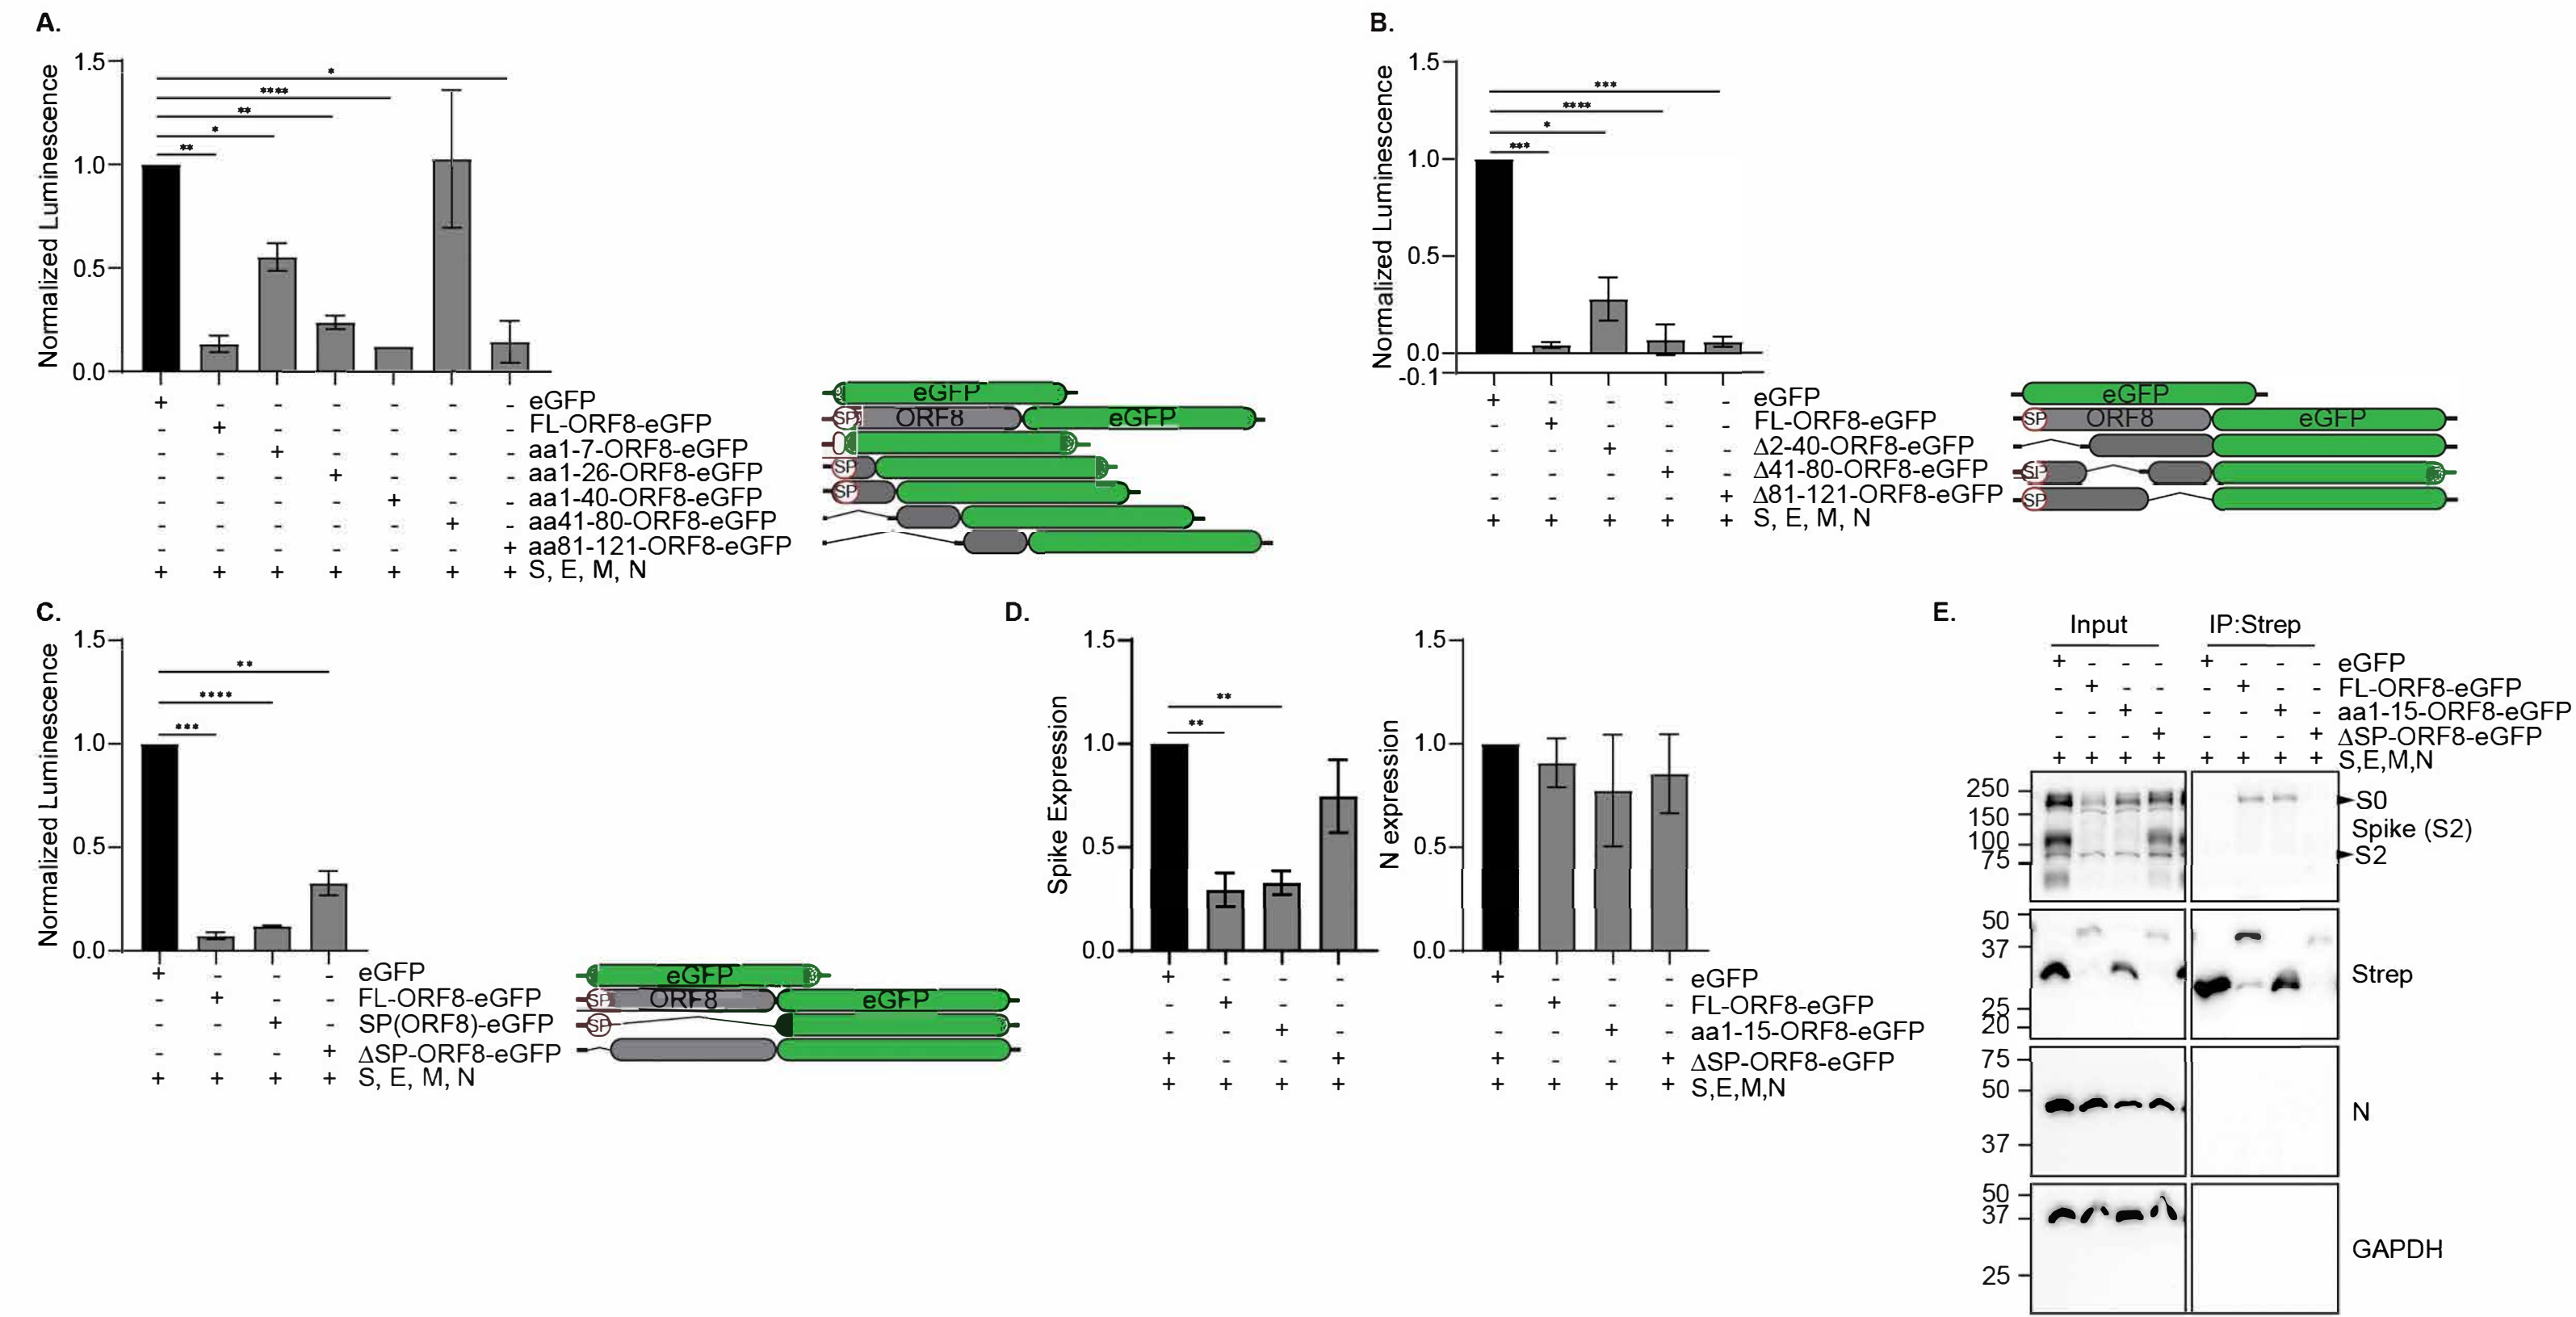 A.
Normalized Luminescence
1.5
1.0
0.5
0.0
*
****
**
*
**
+ - - - - - - eGFP
- + - - - - - FL-ORF8-eGFP
- - + - - - - aa1-7-ORF8-eGFP
- - - + - - - aa1-26-ORF8-eGFP
- - - - + - - aa1-40-ORF8-eGFP
- - - - - + - aa41-80-ORF8-eGFP
- - - - - - + aa81-121-ORF8-eGFP
+ + + + + + + S, E, M, N
eGFP
SP ORF8 eGFP
SP
SP
B.
Normalized Luminescence
1.5
1.0
0.5
0.0
-0.1
***
****
*
***
+ - - - - eGFP
- + - - - FL-ORF8-eGFP
- - + - - Δ2-40-ORF8-eGFP
- - - + - Δ41-80-ORF8-eGFP
- - - - + Δ81-121-ORF8-eGFP
+ + + + + S, E, M, N
eGFP
SP ORF8 eGFP
SP
SP
C.
Normalized Luminescence
1.5
1.0
0.5
0.0
**
****
***
+ - - - eGFP
- + - - FL-ORF8-eGFP
- - + - SP(ORF8)-eGFP
- - - + ΔSP-ORF8-eGFP
+ + + + S, E, M, N
eGFP
SP ORF8 eGFP
SP
D.
Spike Expression
1.5
1.0
0.5
0.0
**
**
+ - - -
- + - -
- - + -
+ - - +
+ + + +
N expression
1.5
1.0
0.5
0.0
+ - - - eGFP
- + - - FL-ORF8-eGFP
- - + - aa1-15-ORF8-eGFP
+ - - + ΔSP-ORF8-eGFP
+ + + + S,E,M,N
E.
Input IP:Strep
+ - - - + - - - eGFP
- + - - - + - - FL-ORF8-eGFP
- - + - - - + - aa1-15-ORF8-eGFP
- - - + - - - + ΔSP-ORF8-eGFP
+ + + + + + + + S,E,M,N
250
150
100
75
S0
Spike (S2)
S2
50
37
25
20
Strep
75
50
37
N
50
37
25
GAPDH